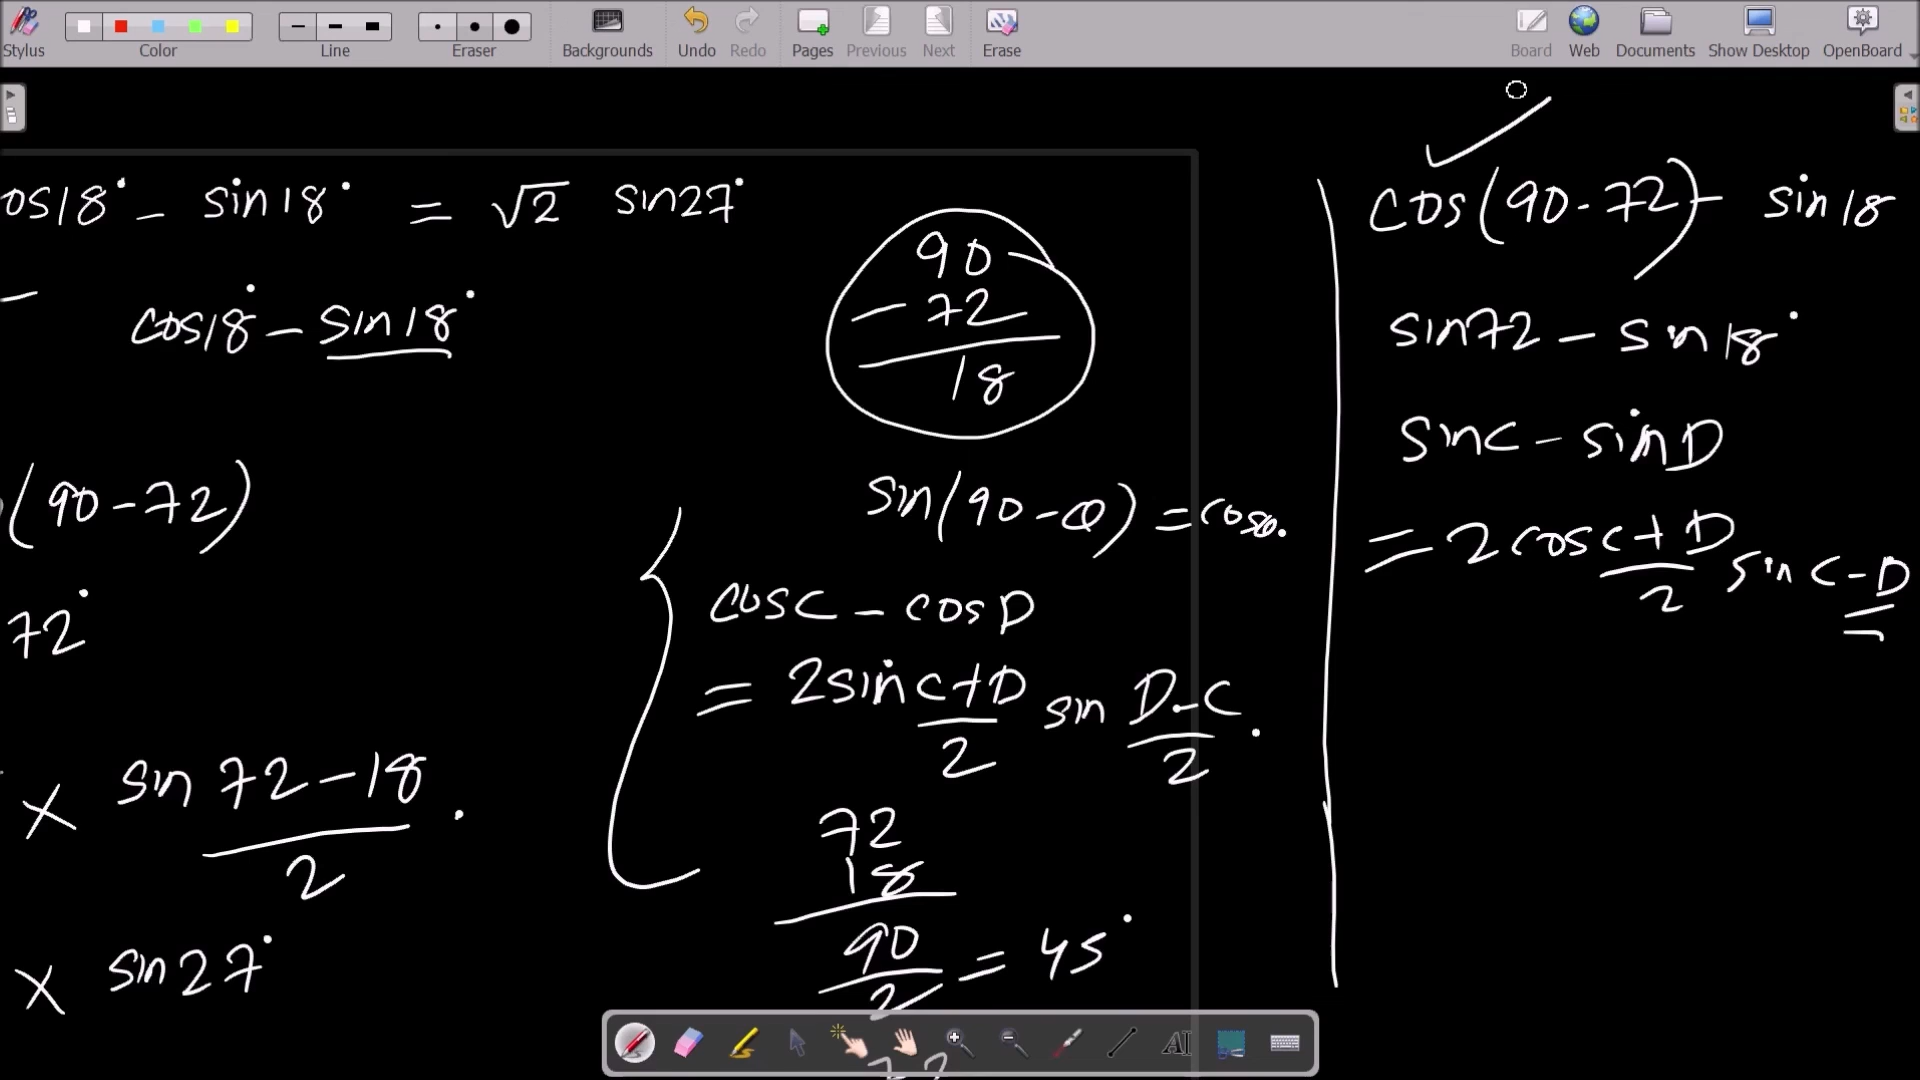 Stylus Color Line Eraser Backgrounds Undo Redo Pages Previous Next Erase Board Web Documents Show Desktop OpenBoard
os18° - sin18° = √2 sin27°
cos18° - sin18°
90
- 72
18
(90-72)
72°
sin(90-θ) = cosθ.
cosC - cosD
= 2sin C+D/2 sin D-C/2.
× sin 72-18/2.
72
18
90/2 = 45°
× sin27°
cos(90-72) - sin18
sin72 - sin18°
sinC - sinD
= 2cos C+D/2 sin C-D
AI